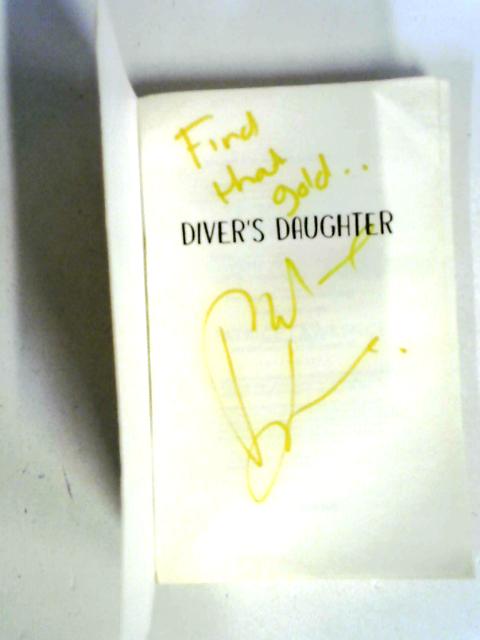 Find
that
gold..
DIVER'S DAUGHTER